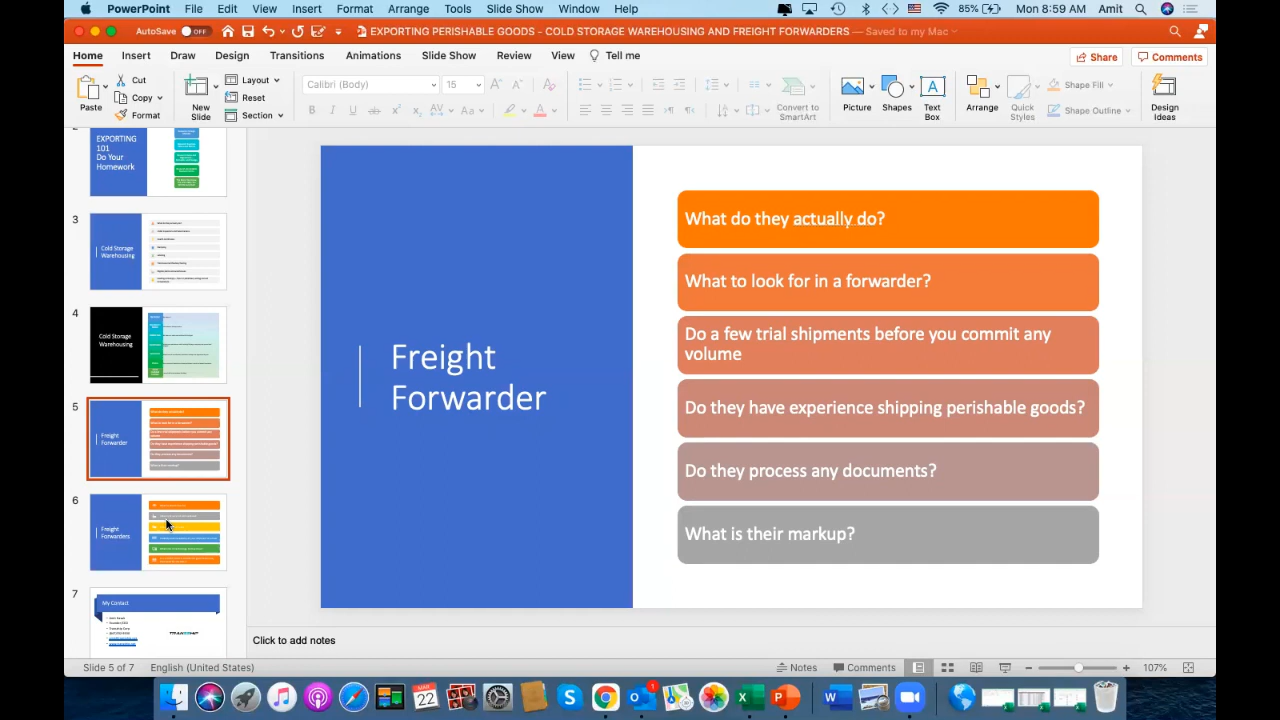 PowerPoint File Edit View Insert Format Arrange Tools Slide Show Window Help 85% Mon 8:59 AM Amit
AutoSave OFF EXPORTING PERISHABLE GOODS - COLD STORAGE WAREHOUSING AND FREIGHT FORWARDERS — Saved to my Mac
Home Insert Draw Design Transitions Animations Slide Show Review View Tell me Share Comments
Paste Cut Copy Format
New Slide Layout Reset Section
Calibri (Body) 15
Convert to SmartArt
Picture Shapes Text Box Arrange Quick Styles Shape Fill Shape Outline Design Ideas
2
EXPORTING
101
Do Your
Homework
3
Cold Storage
Warehousing
4
Cold Storage
Warehousing
5
Freight
Forwarder
6
Freight
Forwarders
7
My Contact
Freight
Forwarder
What do they actually do?
What to look for in a forwarder?
Do a few trial shipments before you commit any
volume
Do they have experience shipping perishable goods?
Do they process any documents?
What is their markup?
Click to add notes
Slide 5 of 7 English (United States) Notes Comments 107%
22
1